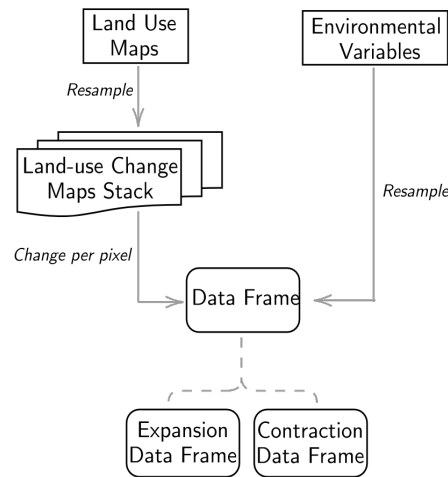 Land Use
Maps
Environmental
Variables
Resample
Land-use Change
Maps Stack
Resample
Change per pixel
Data Frame
Expansion
Data Frame
Contraction
Data Frame